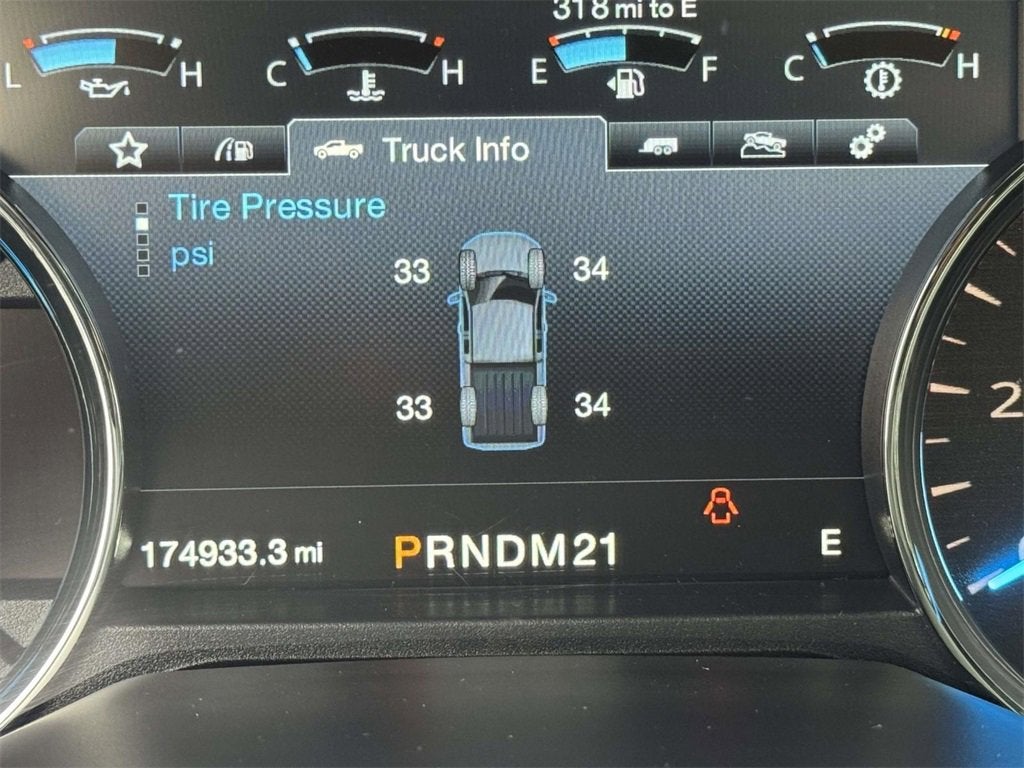 318 mi to E
L H C H E F C H
Truck Info
Tire Pressure
psi
33 34
33 34
2
174933.3 mi PRNDM21 E